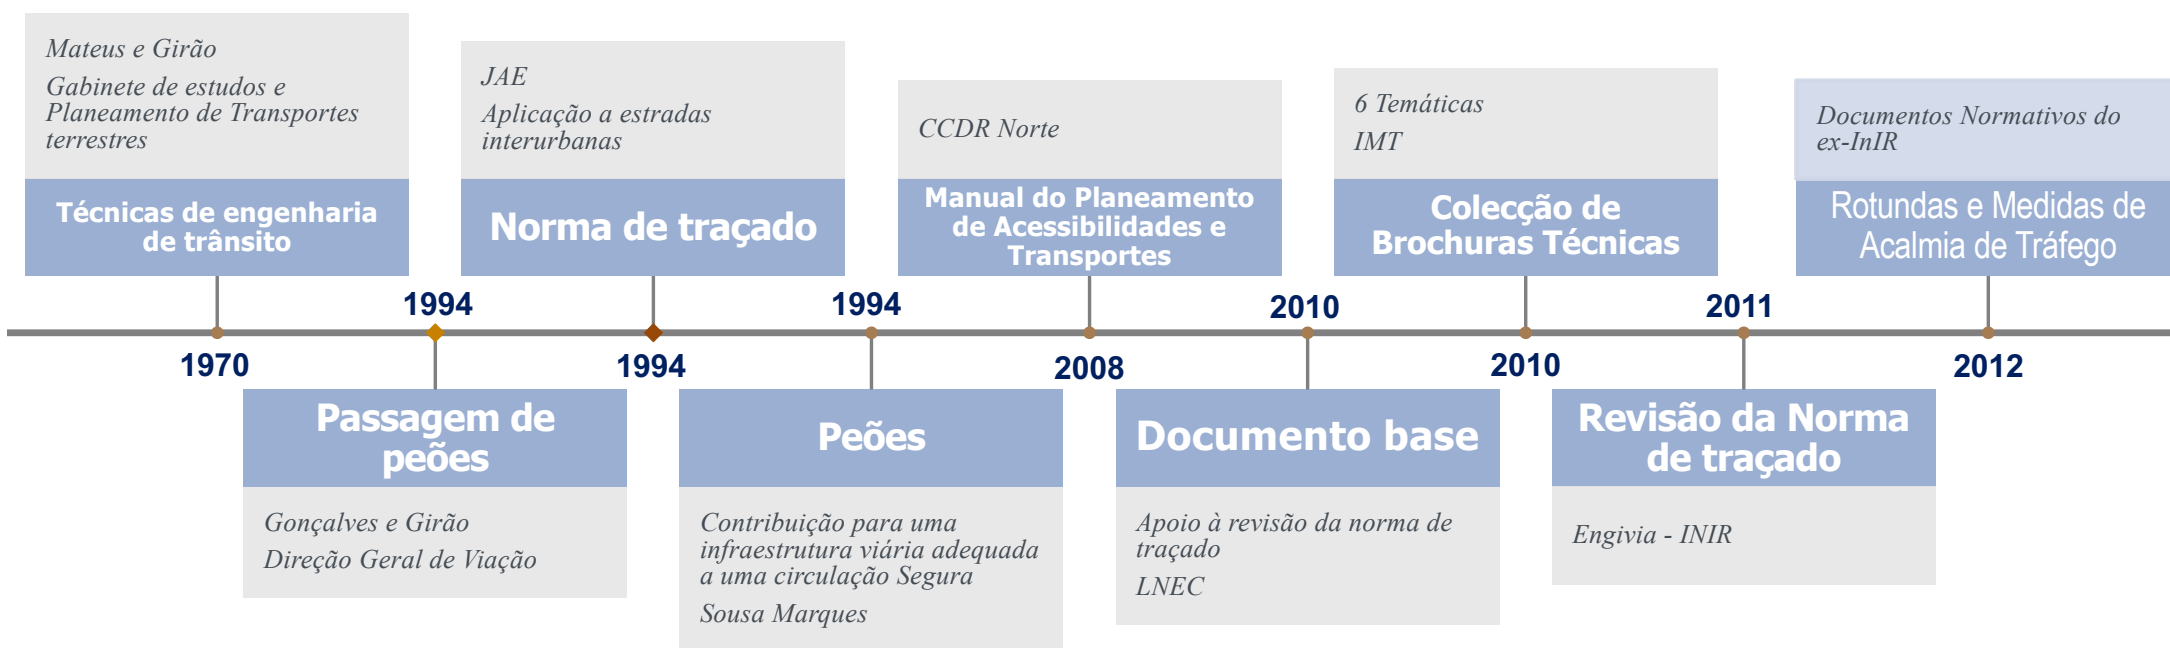 Mateus e Girão
Gabinete de estudos e
Planeamento de Transportes
terrestres
Técnicas de engenharia
de trânsito
1970
1994
Passagem de
peões
Gonçalves e Girão
Direção Geral de Viação
JAE
Aplicação a estradas
interurbanas
Norma de traçado
1994
1994
Peões
Contribuição para uma
infraestrutura viária adequada
a uma circulação Segura
Sousa Marques
CCDR Norte
Manual do Planeamento
de Acessibilidades e
Transportes
2008
2010
Documento base
Apoio à revisão da norma de
traçado
LNEC
6 Temáticas
IMT
Colecção de
Brochuras Técnicas
2010
2011
Revisão da Norma
de traçado
Engivia - INIR
Documentos Normativos do
ex-InIR
Rotundas e Medidas de
Acalmia de Tráfego
2012